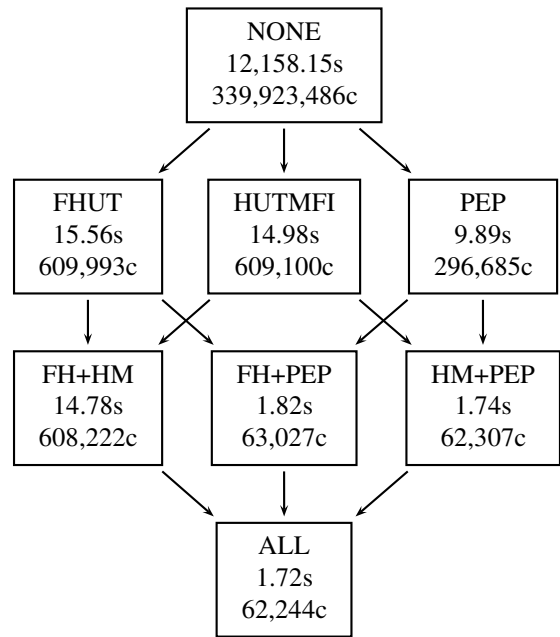 NONE
12,158.15s
339,923,486c
FHUT
15.56s
609,993c
HUTMFI
14.98s
609,100c
PEP
9.89s
296,685c
FH+HM
14.78s
608,222c
FH+PEP
1.82s
63,027c
HM+PEP
1.74s
62,307c
ALL
1.72s
62,244c